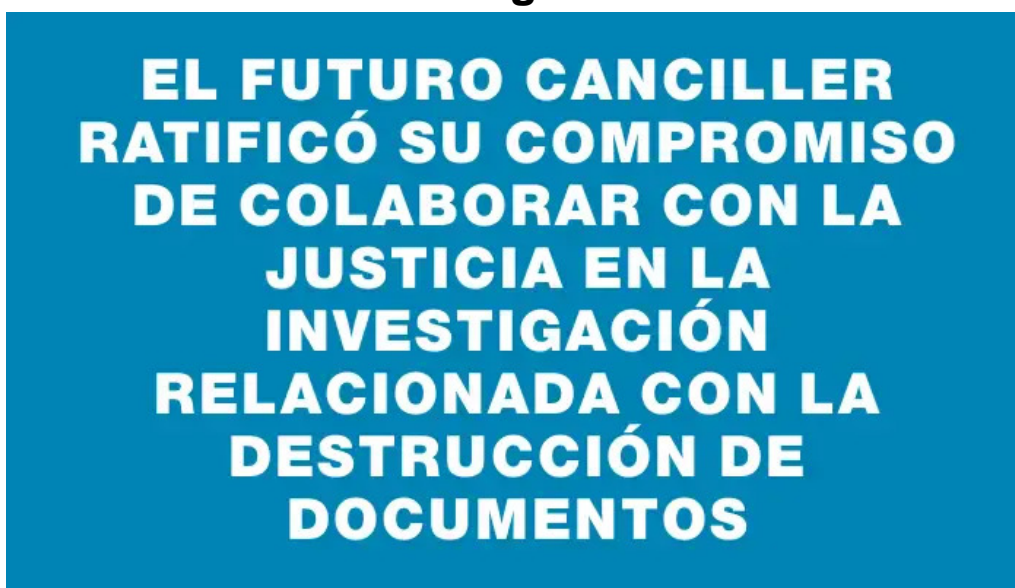 EL FUTURO CANCILLER
RATIFICÓ SU COMPROMISO
DE COLABORAR CON LA
JUSTICIA EN LA
INVESTIGACIÓN
RELACIONADA CON LA
DESTRUCCIÓN DE
DOCUMENTOS